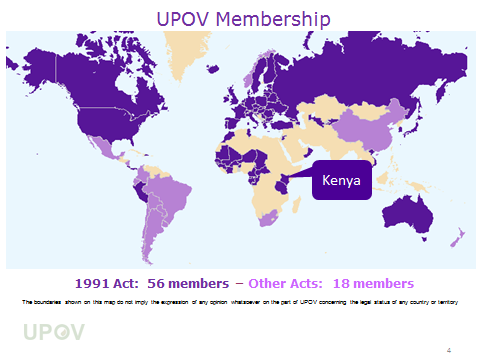 UPOV Membership
Kenya
1991 Act: 56 members – Other Acts: 18 members
The boundaries shown on this map do not imply the expression of any opinion whatsoever on the part of UPOV concerning the legal status of any country or territory
UPOV
4